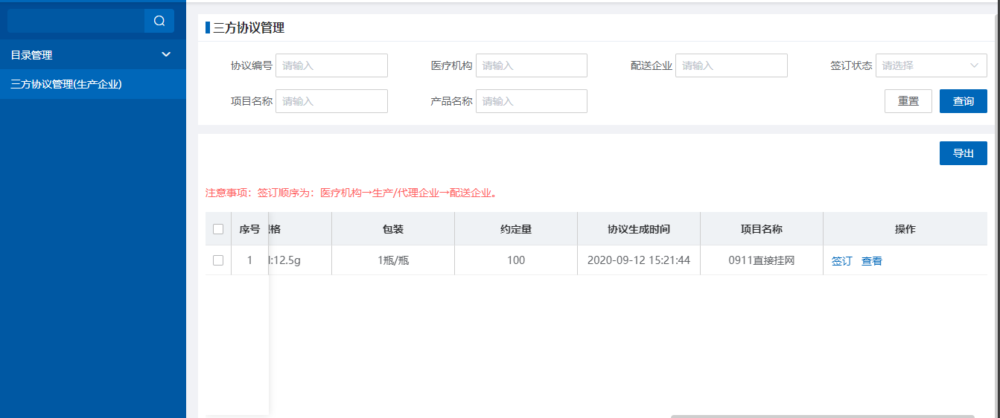 三方协议管理
目录管理
三方协议管理(生产企业)
协议编号 请输入 医疗机构 请输入 配送企业 请输入 签订状态 请选择
项目名称 请输入 产品名称 请输入 重置 查询
导出
注意事项：签订顺序为：医疗机构→生产/代理企业→配送企业。
序号 格 包装 约定量 协议生成时间 项目名称 操作
1 l:12.5g 1瓶/瓶 100 2020-09-12 15:21:44 0911直接挂网 签订 查看